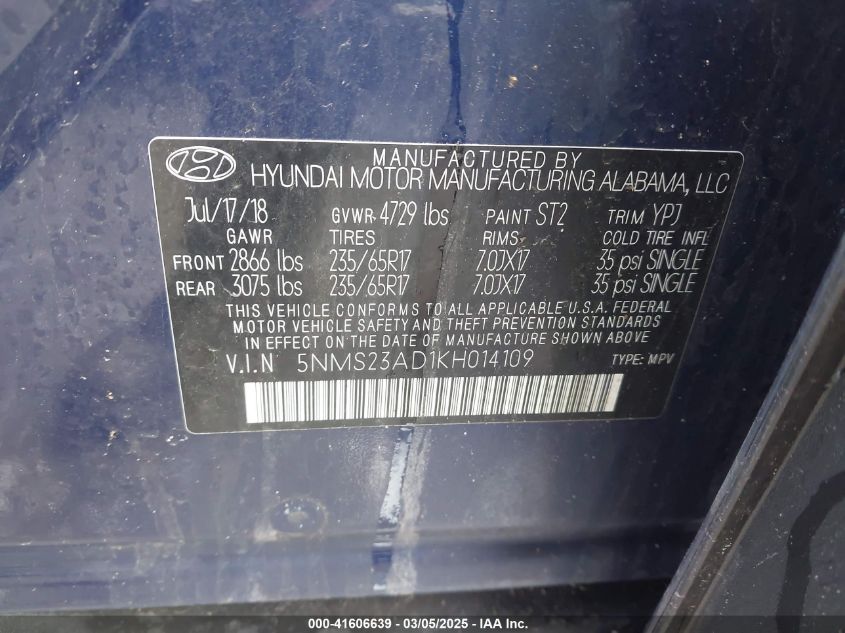 MANUFACTURED BY
HYUNDAI MOTOR MANUFACTURING ALABAMA, LLC
Jul/17/18 GVWR 4729 lbs PAINT ST2 TRIM YPJ
GAWR TIRES RIMS COLD TIRE INFL
FRONT 2866 lbs 235/65R17 7.0JX17 35 psi SINGLE
REAR 3075 lbs 235/65R17 7.0JX17 35 psi SINGLE
THIS VEHICLE CONFORMS TO ALL APPLICABLE U.S.A. FEDERAL
MOTOR VEHICLE SAFETY AND THEFT PREVENTION STANDARDS
IN EFFECT ON THE DATE OF MANUFACTURE SHOWN ABOVE
V.I.N 5NMS23AD1KH014109 TYPE: MPV
000-41606639 — 03/05/2025 — IAA Inc.